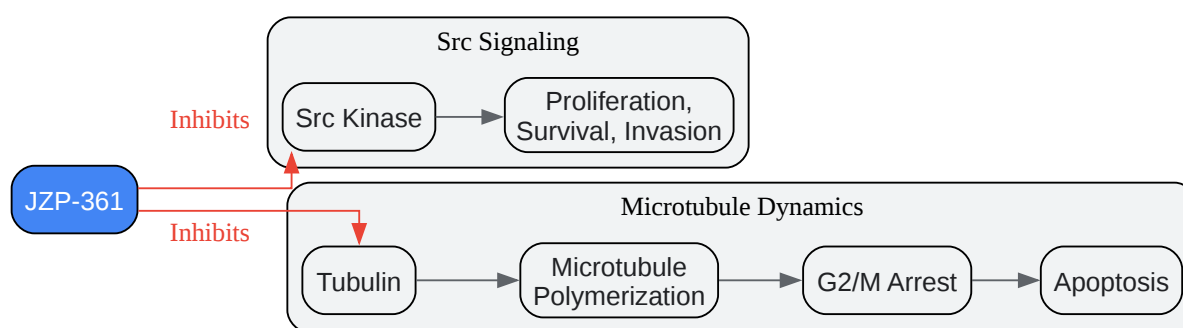 Src Signaling
Src Kinase
Proliferation,
Survival, Invasion
Inhibits
JZP-361
Inhibits
Microtubule Dynamics
Tubulin
Microtubule
Polymerization
G2/M Arrest
Apoptosis